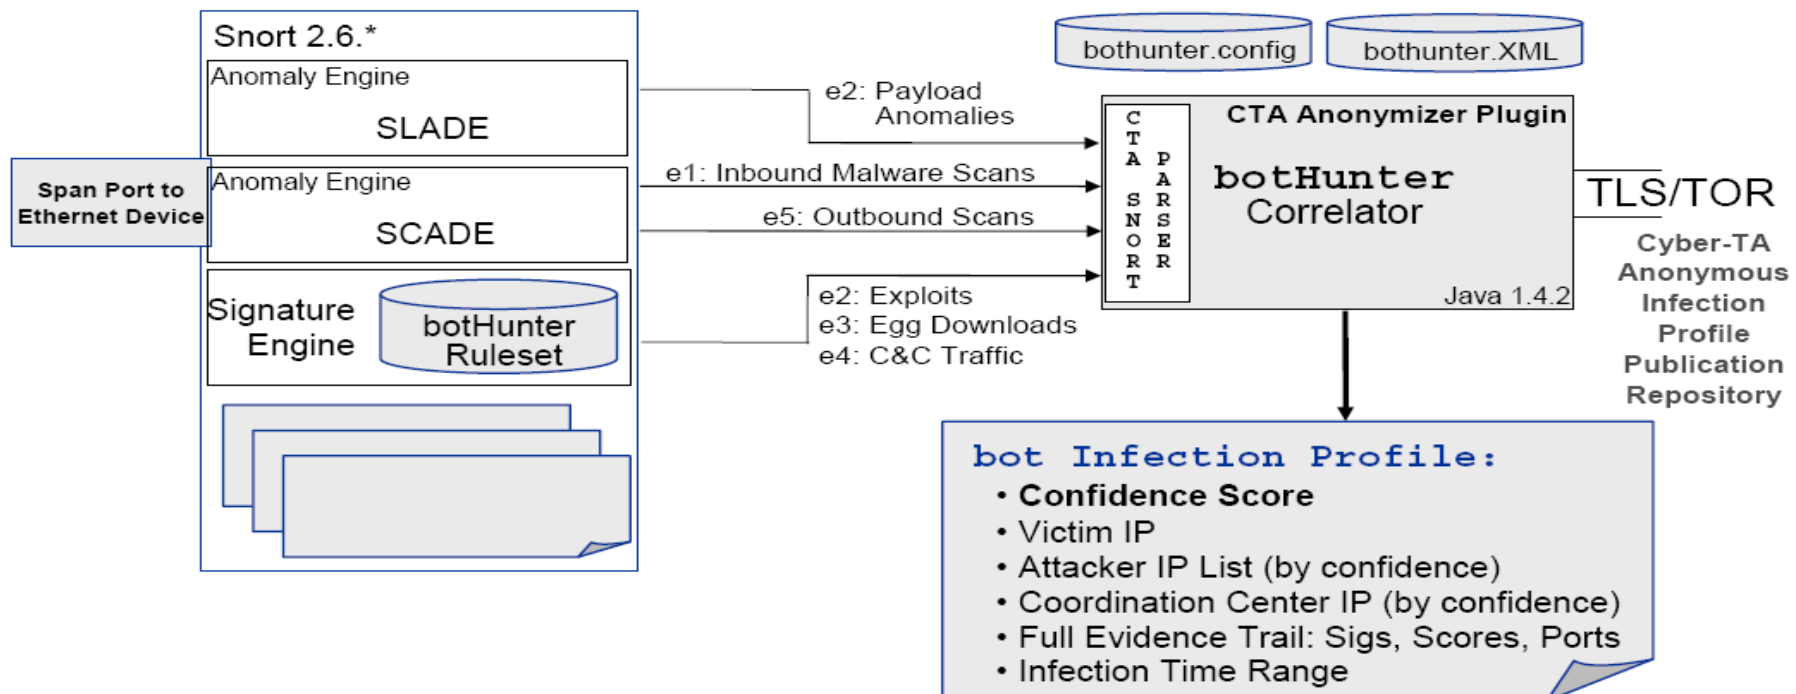 Snort 2.6.*
Anomaly Engine
SLADE
Span Port to
Ethernet Device
Anomaly Engine
SCADE
Signature
Engine
botHunter
Ruleset
e2: Payload
Anomalies
e1: Inbound Malware Scans
e5: Outbound Scans
e2: Exploits
e3: Egg Downloads
e4: C&C Traffic
bothunter.config
bothunter.XML
CTA SNORT
PARSER
CTA Anonymizer Plugin
botHunter
Correlator
Java 1.4.2
TLS/TOR
Cyber-TA
Anonymous
Infection
Profile
Publication
Repository
bot Infection Profile:
• Confidence Score
• Victim IP
• Attacker IP List (by confidence)
• Coordination Center IP (by confidence)
• Full Evidence Trail: Sigs, Scores, Ports
• Infection Time Range